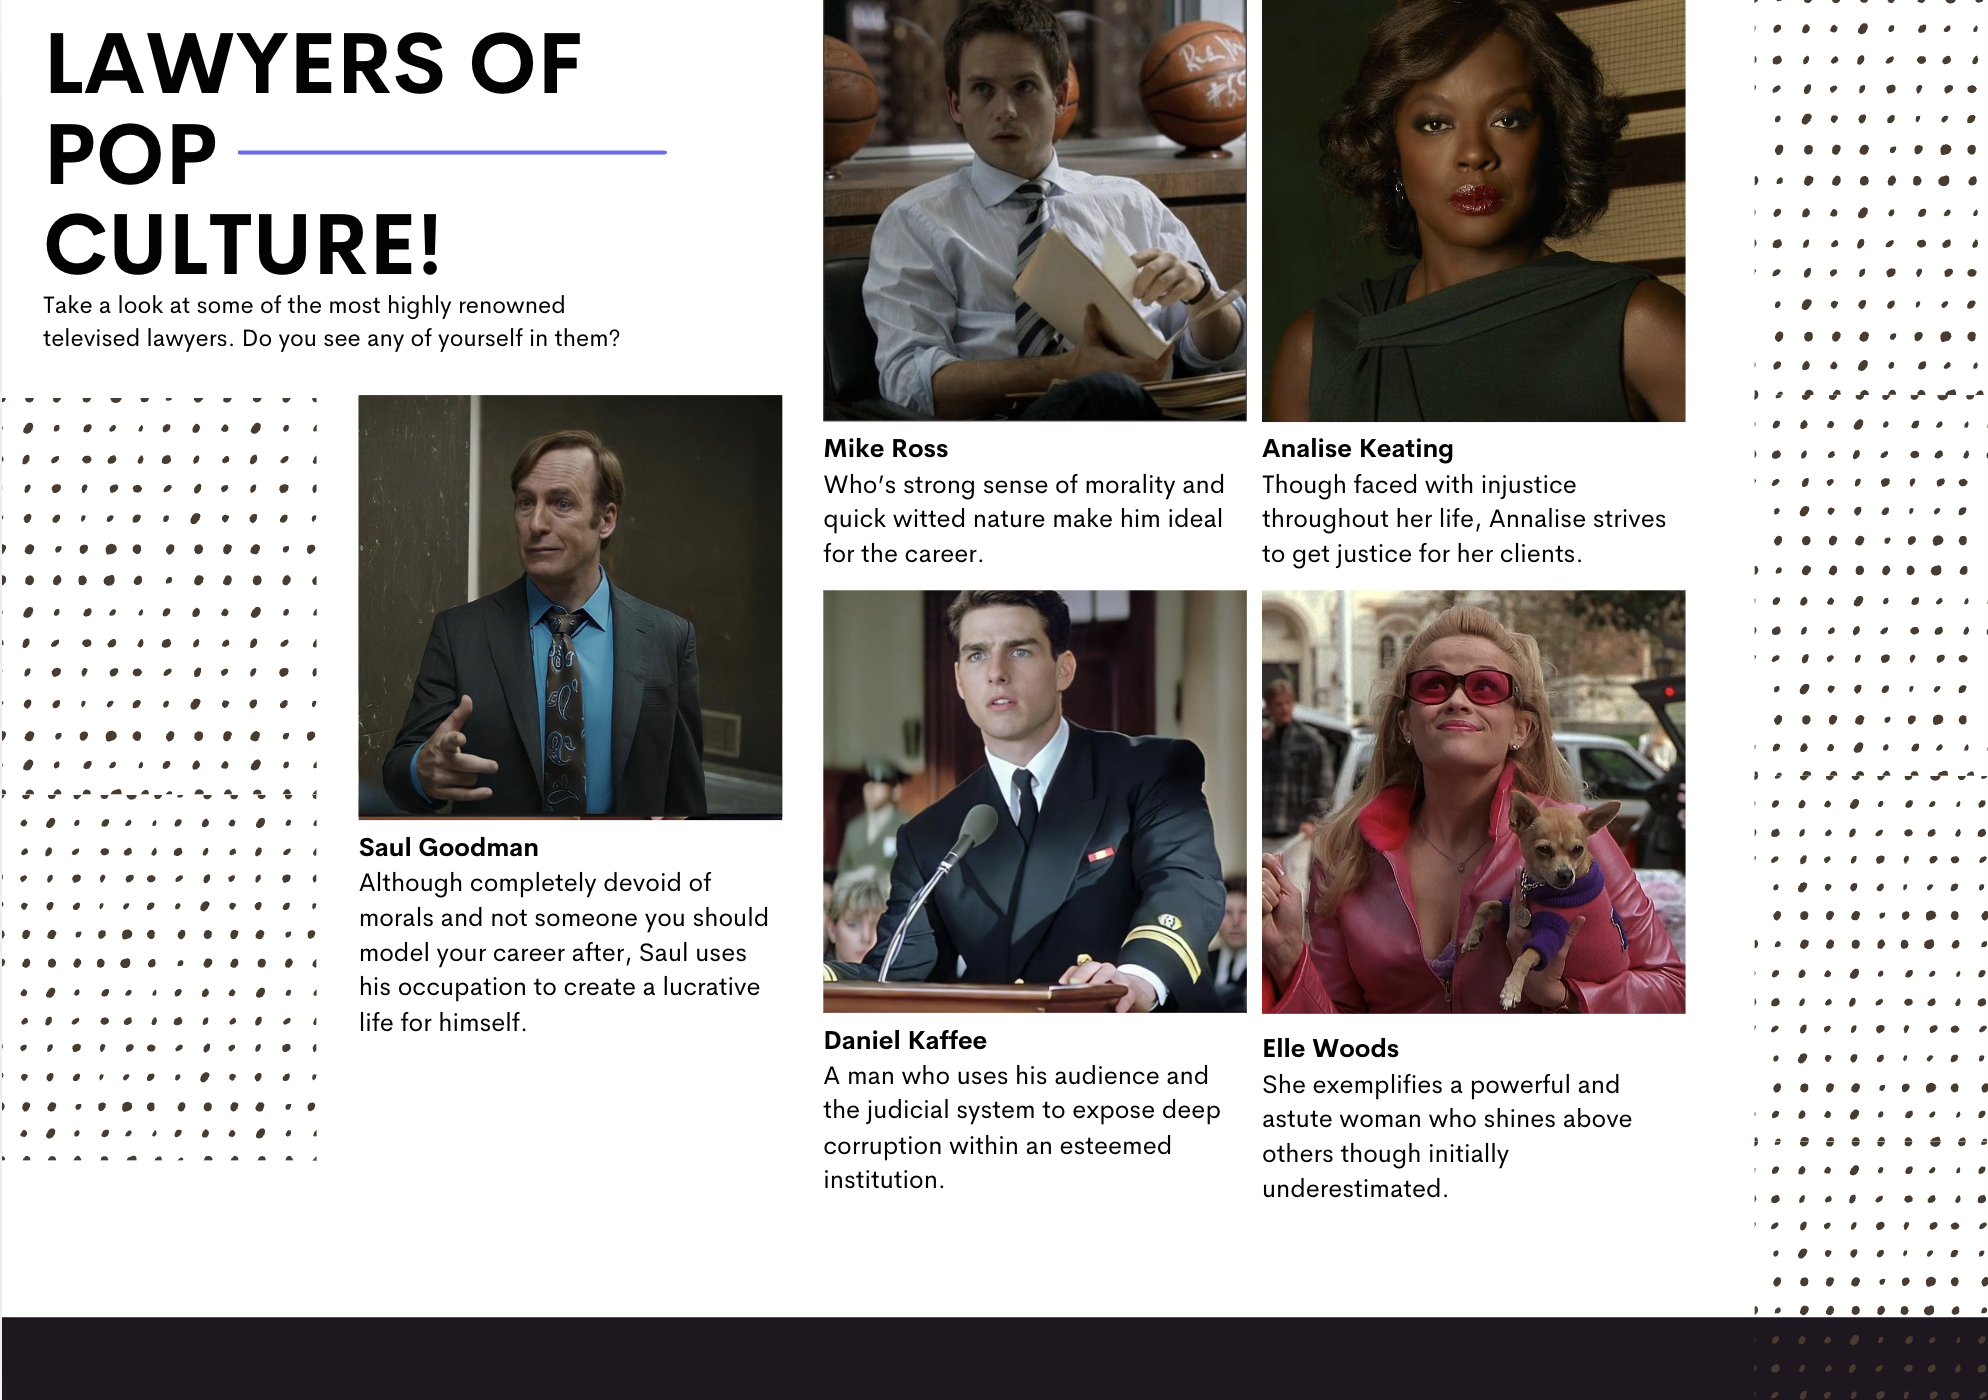 LAWYERS OF
POP
CULTURE!
Take a look at some of the most highly renowned
televised lawyers. Do you see any of yourself in them?
Saul Goodman
Although completely devoid of
morals and not someone you should
model your career after, Saul uses
his occupation to create a lucrative
life for himself.
Mike Ross
Who's strong sense of morality and
quick witted nature make him ideal
for the career.
Analise Keating
Though faced with injustice
throughout her life, Annalise strives
to get justice for her clients.
Daniel Kaffee
A man who uses his audience and
the judicial system to expose deep
corruption within an esteemed
institution.
Elle Woods
She exemplifies a powerful and
astute woman who shines above
others though initially
underestimated.